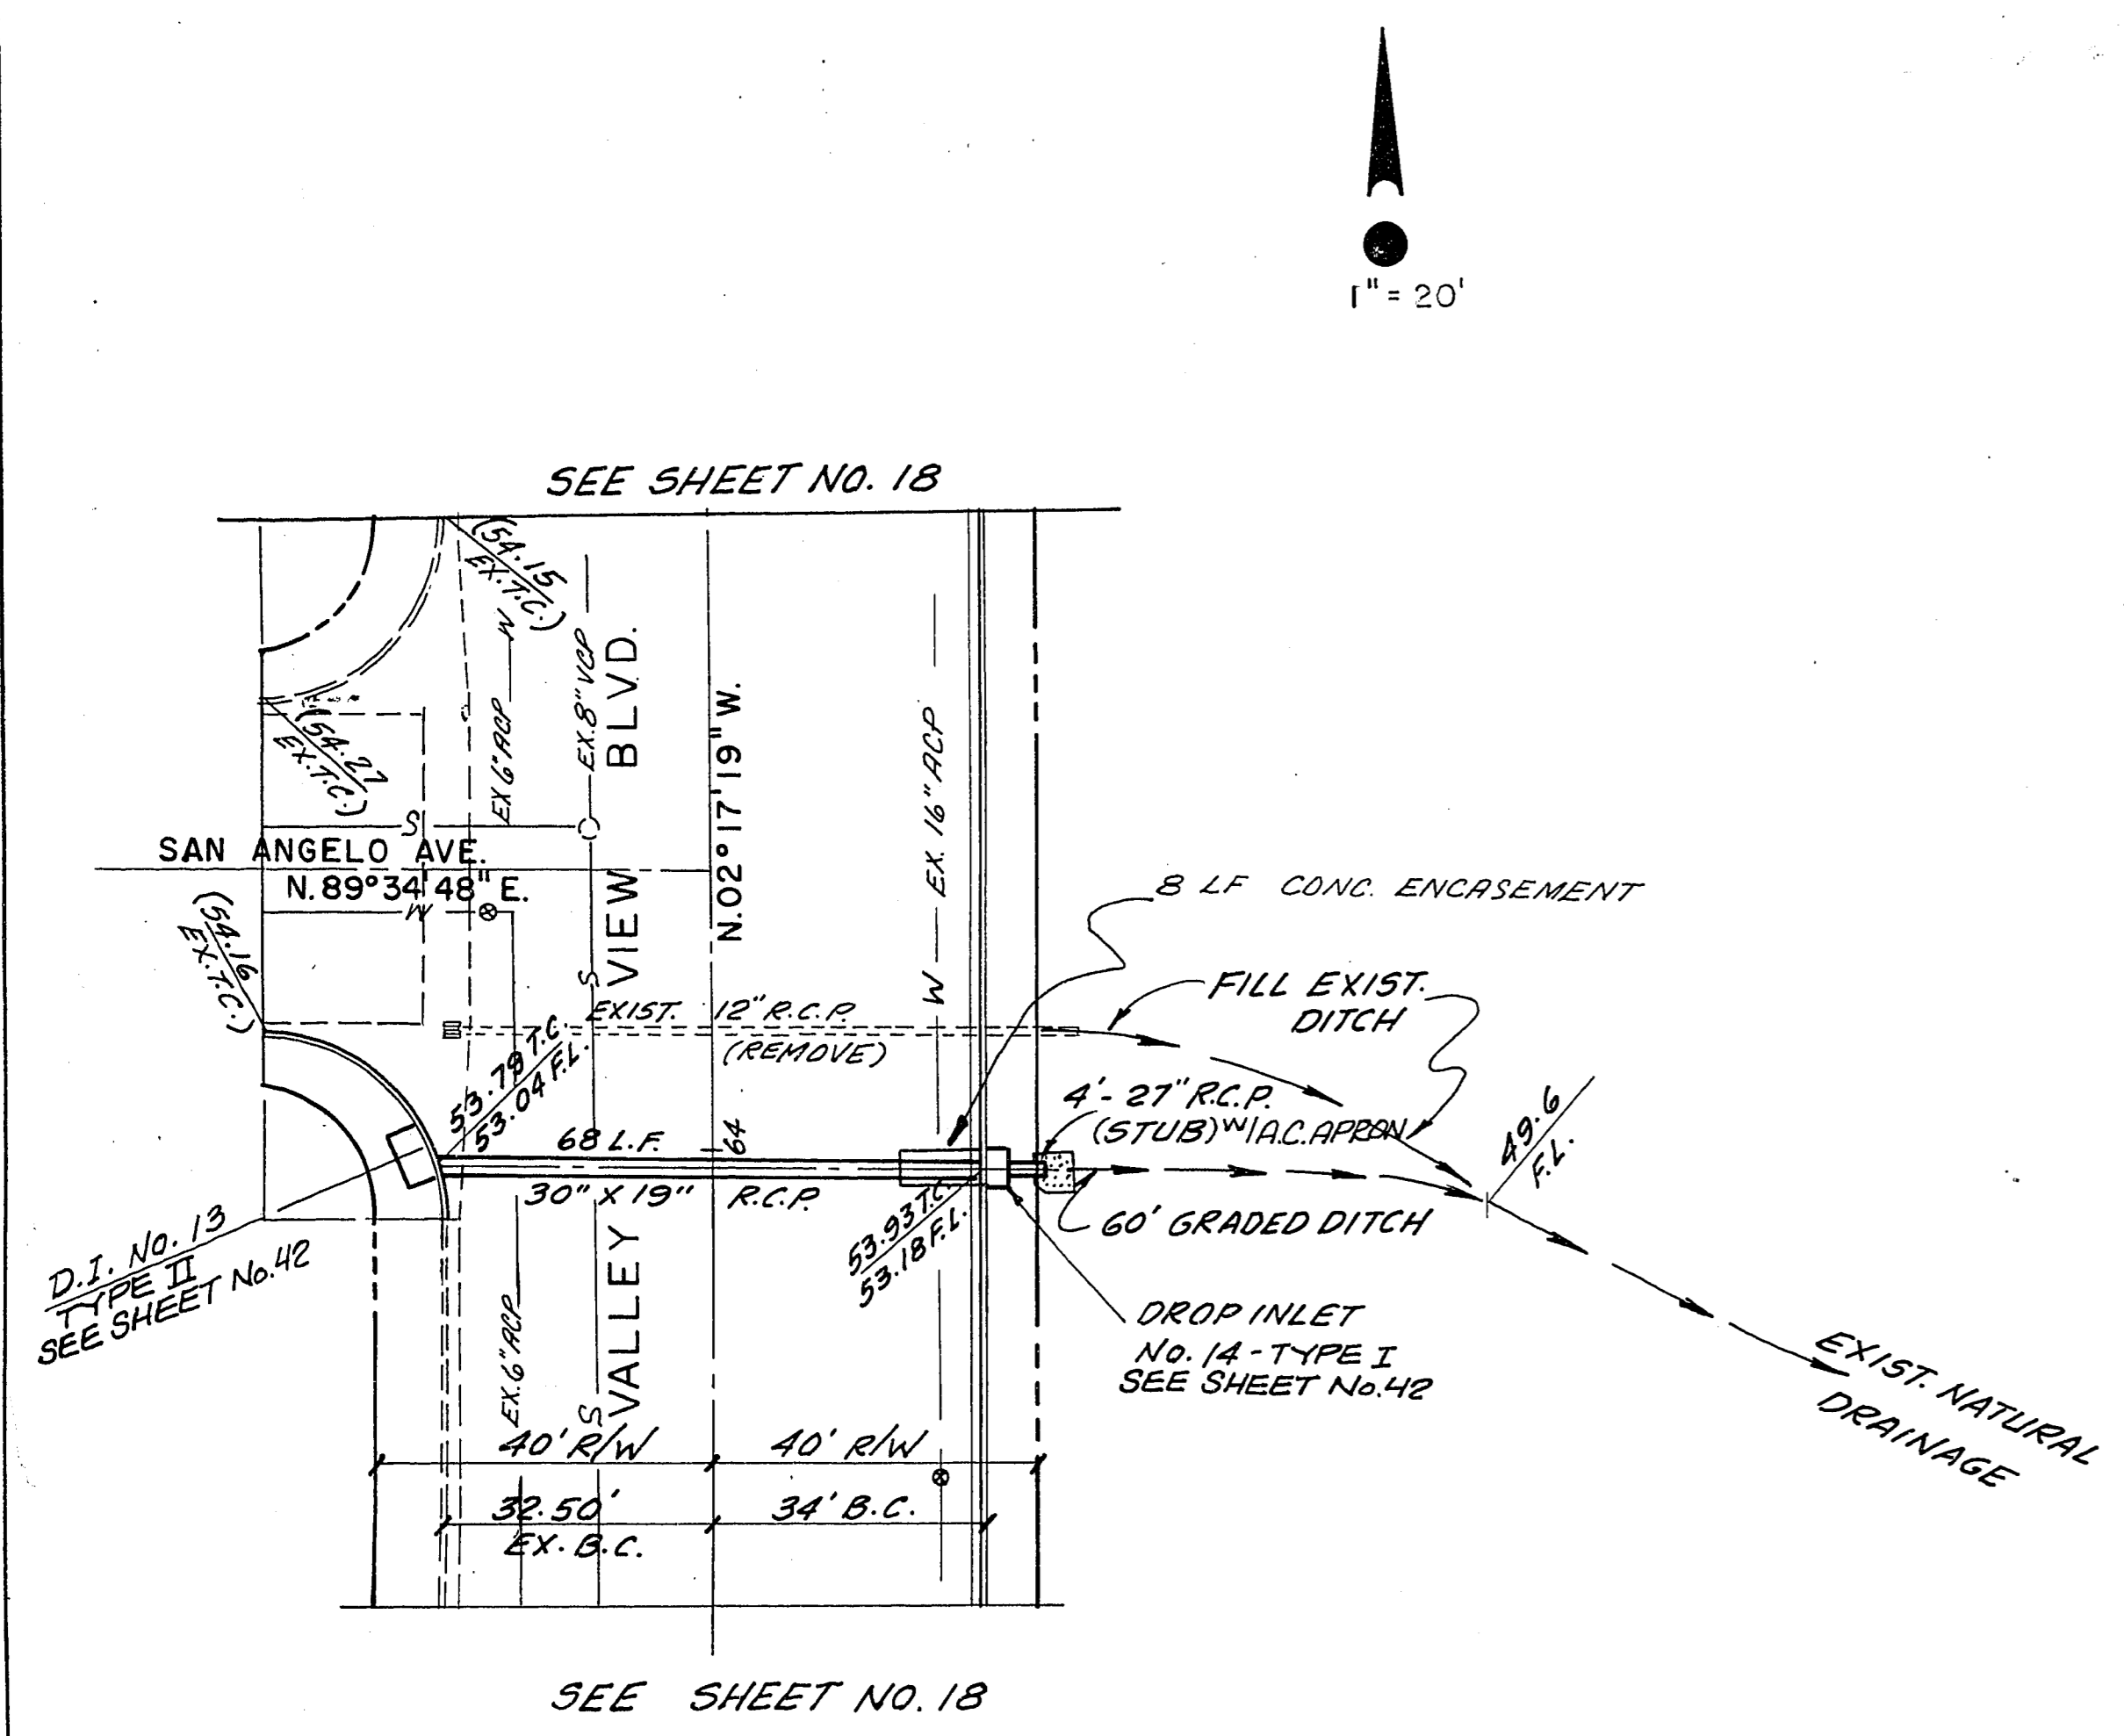 1" = 20'
SEE SHEET NO. 18
(54.15
EX.T.C.)
EX 6" ACP
W
EX. 8" VCP
VIEW BLVD.
N.02°17'19"W.
EX. 16" ACP
W
(54.27
EX.T.C.)
S
SAN ANGELO AVE.
N.89°34'48"E.
W
(54.16
EX.T.C.)
S
8 LF CONC. ENCASEMENT
FILL EXIST.
DITCH
EXIST. 12" R.C.P.
(REMOVE)
53.79 T.C.
53.04 F.L.
4'-27" R.C.P.
(STUB) W/A.C. APRON
49.6
F.L.
68 L.F.
64
30" X 19" R.C.P.
53.93 T.C.
53.18 F.L.
60' GRADED DITCH
D.I. NO. 13
TYPE II
SEE SHEET No. 42
DROP INLET
No. 14 - TYPE I
SEE SHEET No. 42
EX. 6" ACP
S
VALLEY
EXIST. NATURAL
DRAINAGE
40' R/W
40' R/W
32.50'
EX. B.C.
34' B.C.
SEE SHEET NO. 18